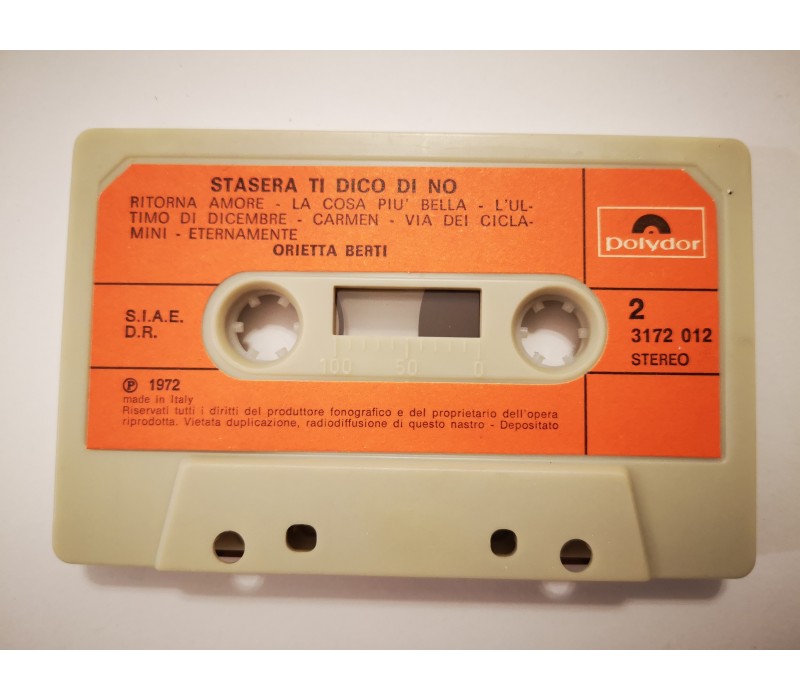 STASERA TI DICO DI NO
RITORNA AMORE - LA COSA PIU' BELLA - L'UL-
TIMO DI DICEMBRE - CARMEN - VIA DEI CICLA-
MINI - ETERNAMENTE
ORIETTA BERTI
polydor
S.I.A.E.
D.R.
2
3172 012
STEREO
100 50 0
Ⓟ 1972
made in Italy
Riservati tutti i diritti del produttore fonografico e del proprietario dell'opera
riprodotta. Vietata duplicazione, radiodiffusione di questo nastro - Depositato